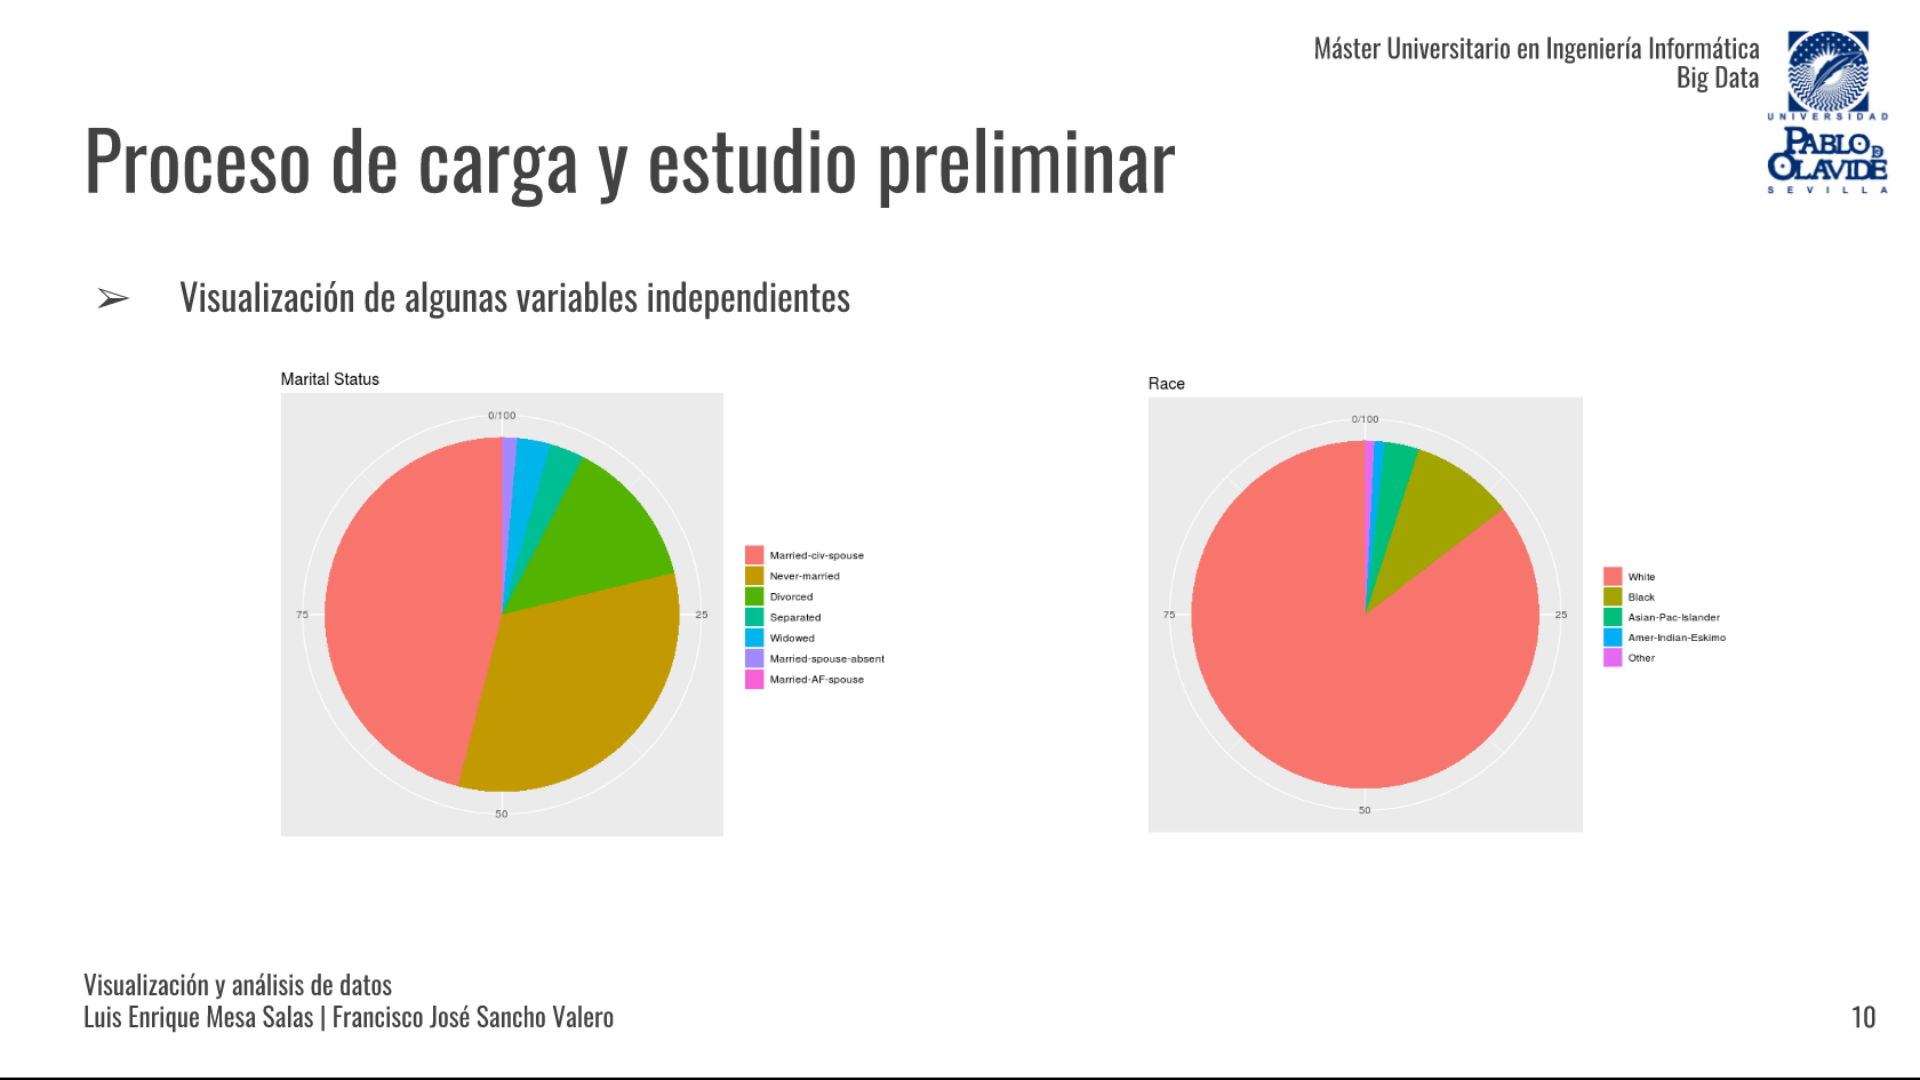 Máster Universitario en Ingeniería Informática
Big Data
UNIVERSIDAD
PABLO DE
OLAVIDE
SEVILLA
Proceso de carga y estudio preliminar
➢ Visualización de algunas variables independientes
Marital Status
0/100
75
25
50
Married-civ-spouse
Never-married
Divorced
Separated
Widowed
Married-spouse-absent
Married-AF-spouse
Race
0/100
75
25
50
White
Black
Asian-Pac-Islander
Amer-Indian-Eskimo
Other
Visualización y análisis de datos
Luis Enrique Mesa Salas | Francisco José Sancho Valero
10